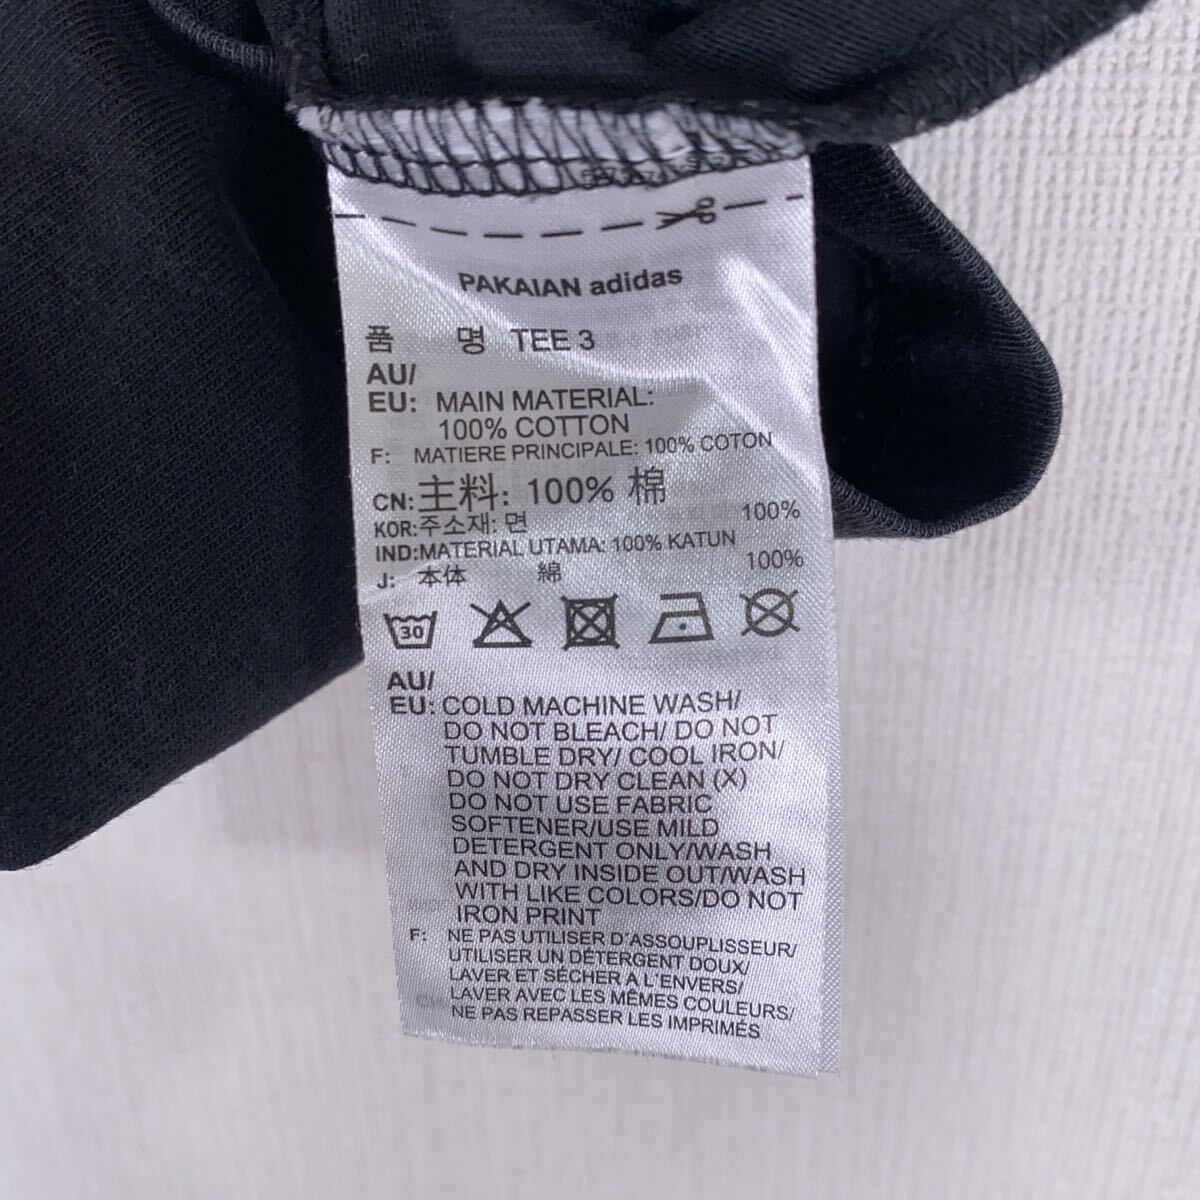 PAKAIAN adidas
품 명 TEE 3
AU/
EU: MAIN MATERIAL:
100% COTTON
F: MATIERE PRINCIPALE: 100% COTON
CN: 主料: 100% 棉
KOR: 주소재: 면 100%
IND: MATERIAL UTAMA: 100% KATUN
J: 本体 綿 100%
30
AU/
EU: COLD MACHINE WASH/
DO NOT BLEACH/ DO NOT
TUMBLE DRY/ COOL IRON/
DO NOT DRY CLEAN (X)
DO NOT USE FABRIC
SOFTENER/USE MILD
DETERGENT ONLY/WASH
AND DRY INSIDE OUT/WASH
WITH LIKE COLORS/DO NOT
IRON PRINT
F: NE PAS UTILISER D´ASSOUPLISSEUR/
UTILISER UN DÉTERGENT DOUX/
LAVER ET SÉCHER A L´ENVERS/
LAVER AVEC LES MÊMES COULEURS/
NE PAS REPASSER LES IMPRIMÉS